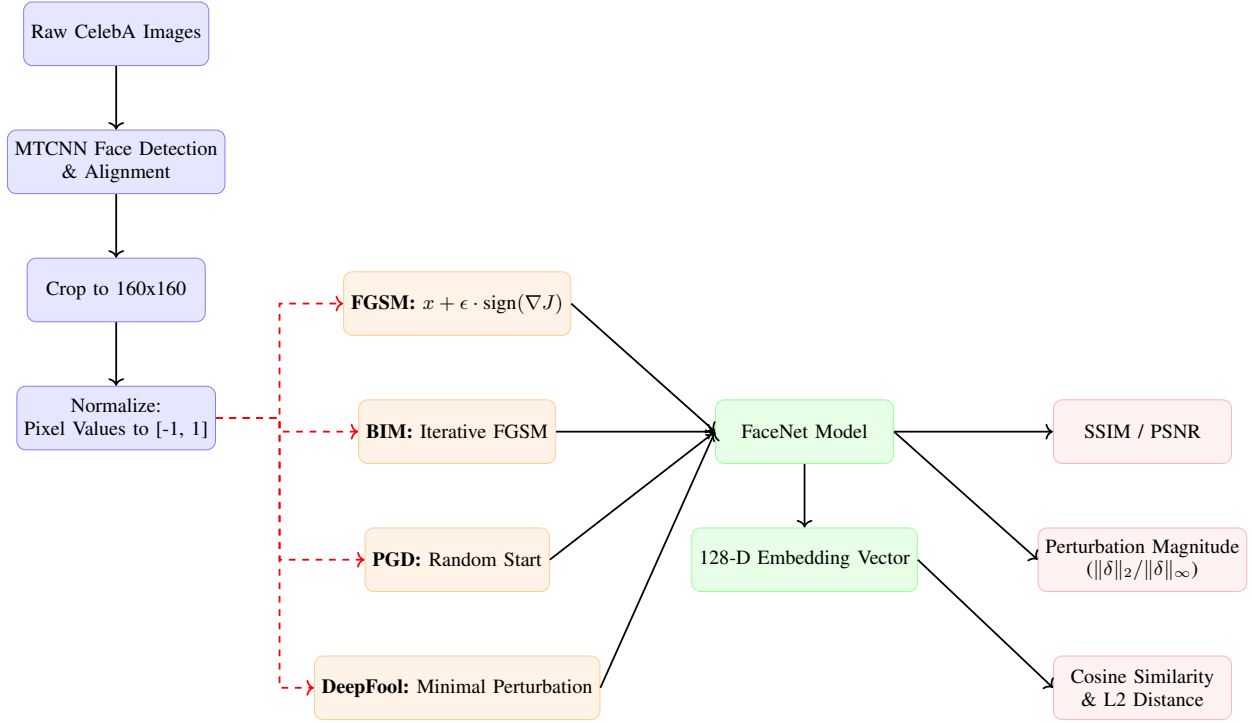 Raw CelebA Images
MTCNN Face Detection
& Alignment
Crop to 160x160
Normalize:
Pixel Values to [-1, 1]
FGSM: x + ϵ · sign(∇J)
BIM: Iterative FGSM
PGD: Random Start
DeepFool: Minimal Perturbation
FaceNet Model
128-D Embedding Vector
SSIM / PSNR
Perturbation Magnitude
(‖δ‖₂/‖δ‖∞)
Cosine Similarity
& L2 Distance